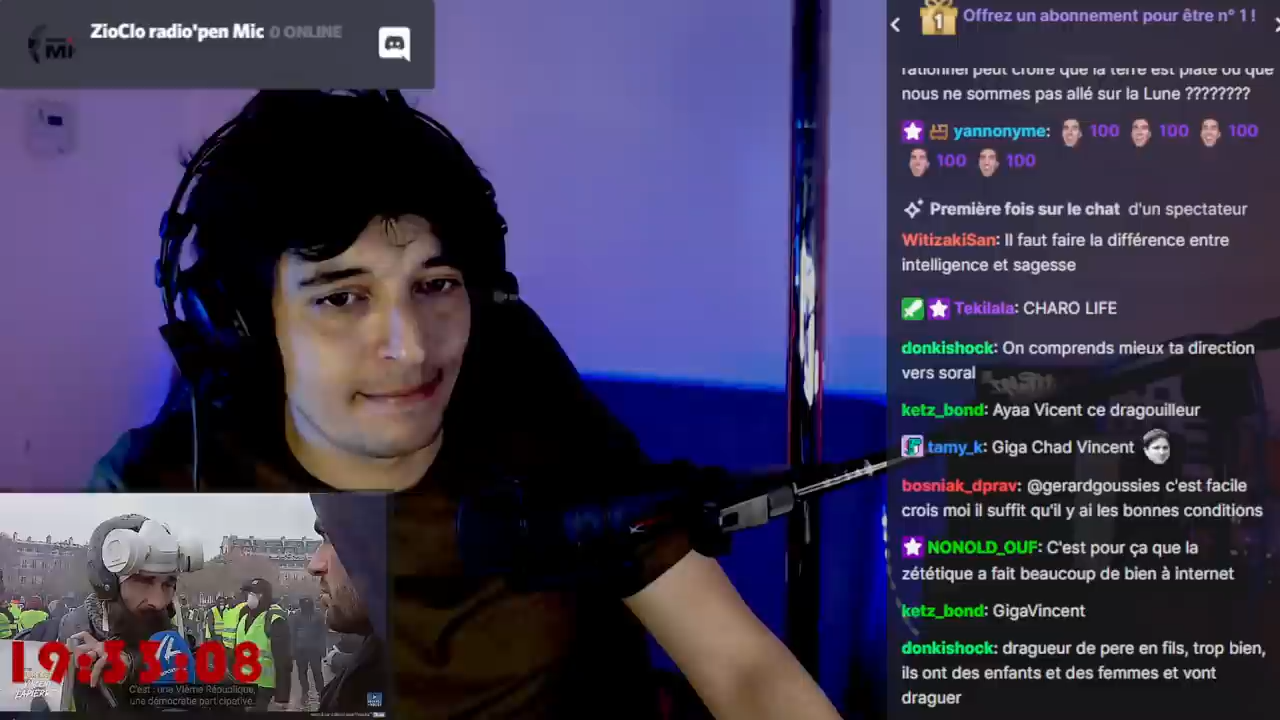 ZioClo radio'pen Mic 0 ONLINE
MI
19:33:08
C'est : une VIème République,
une démocratie participative.
1 Offrez un abonnement pour être n° 1 !
rationnel peut croire que la terre est plate ou que
nous ne sommes pas allé sur la Lune ????????
yannonyme: 100 100 100
100 100
Première fois sur le chat d'un spectateur
WitizakiSan: Il faut faire la différence entre
intelligence et sagesse
Tekilala: CHARO LIFE
donkishock: On comprends mieux ta direction
vers soral
ketz_bond: Ayaa Vicent ce dragouilleur
tamy_k: Giga Chad Vincent
bosniak_dprav: @gerardgoussies c'est facile
crois moi il suffit qu'il y ai les bonnes conditions
NONOLD_OUF: C'est pour ça que la
zététique a fait beaucoup de bien à internet
ketz_bond: GigaVincent
donkishock: dragueur de pere en fils, trop bien,
ils ont des enfants et des femmes et vont
draguer